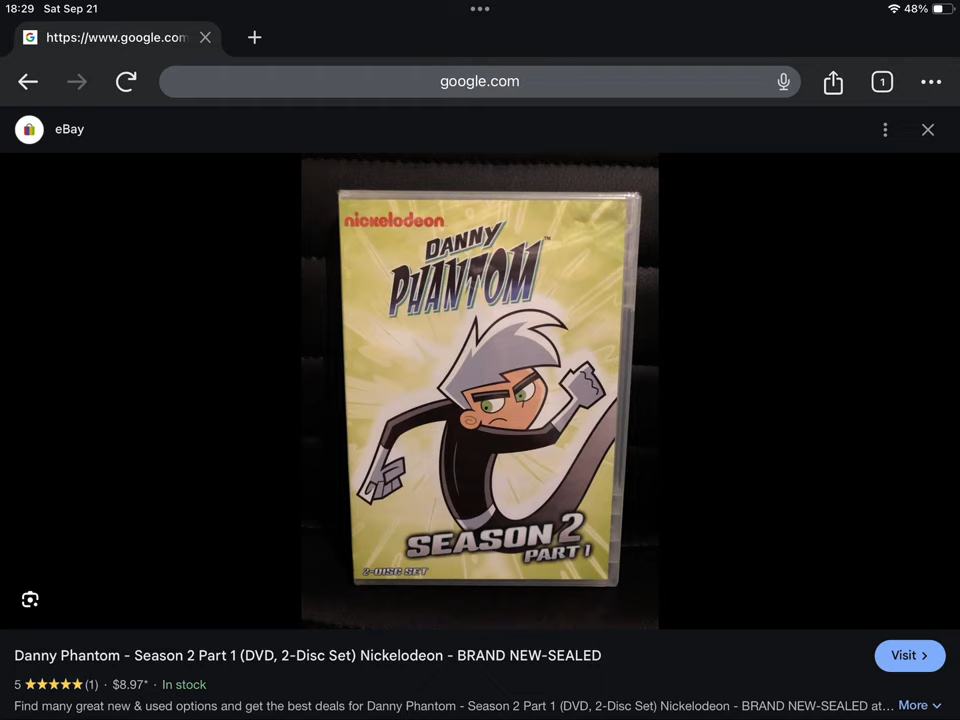 18:29 Sat Sep 21
48%
https://www.google.com
google.com
1
eBay
nickelodeon
DANNY
PHANTOM™
SEASON 2
PART 1
2-DISC SET
Danny Phantom - Season 2 Part 1 (DVD, 2-Disc Set) Nickelodeon - BRAND NEW-SEALED
Visit
5 ★★★★★ (1) · $8.97* · In stock
Find many great new & used options and get the best deals for Danny Phantom - Season 2 Part 1 (DVD, 2-Disc Set) Nickelodeon - BRAND NEW-SEALED at... More